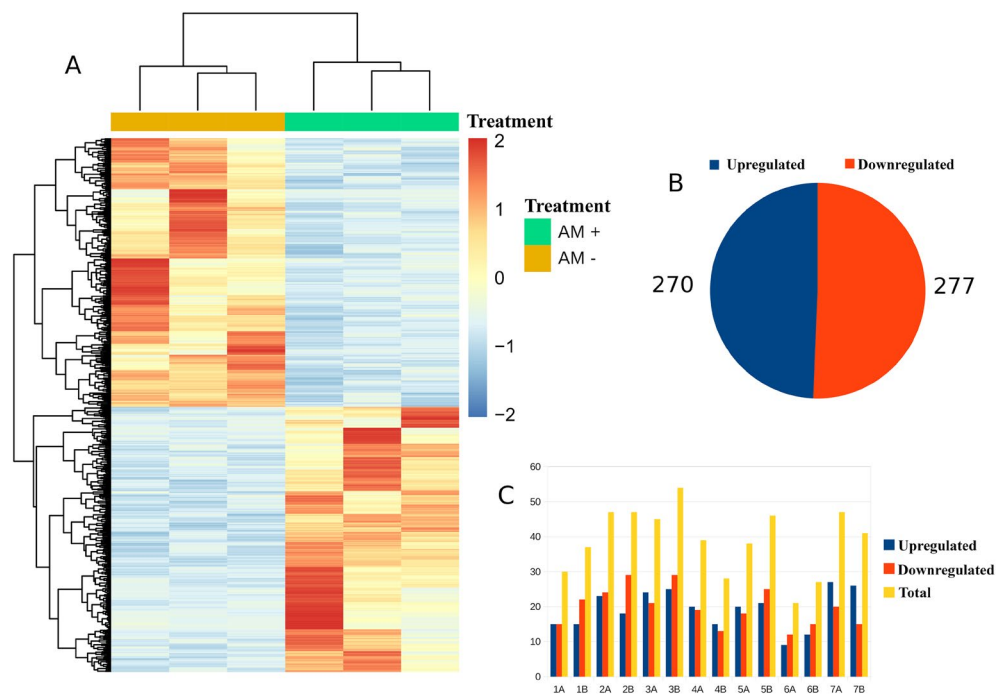 A
Treatment
2
1
0
−1
−2
Treatment
AM +
AM -
B
Upregulated
Downregulated
270
277
C
60
50
40
30
20
10
0
1A 1B 2A 2B 3A 3B 4A 4B 5A 5B 6A 6B 7A 7B
Upregulated
Downregulated
Total